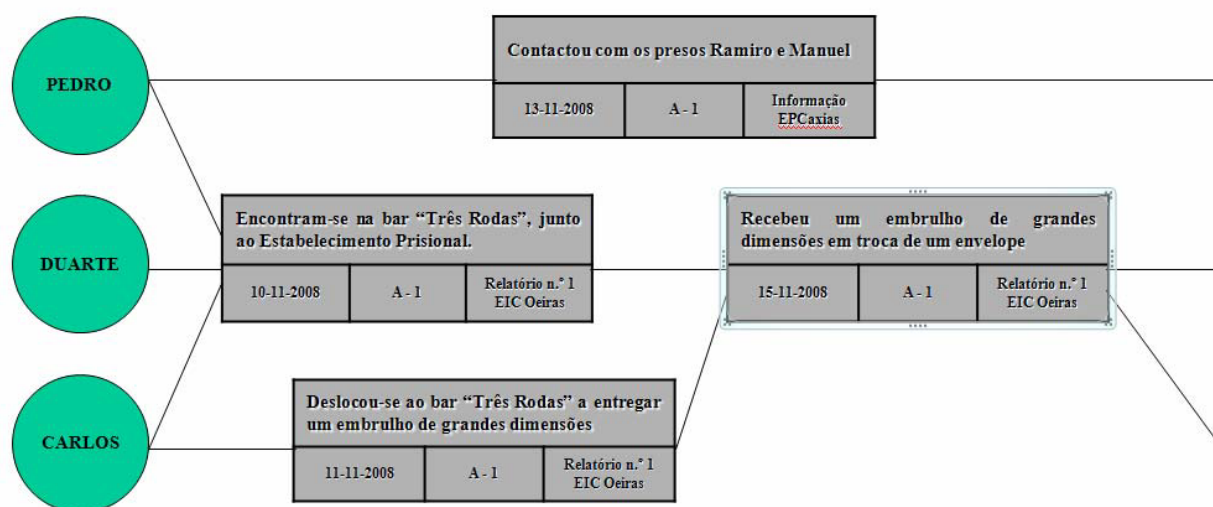 Contactou com os presos Ramiro e Manuel
PEDRO
13-11-2008
A - 1
Informação
EPCaxias
Encontram-se na bar “Três Rodas”, junto
ao Estabelecimento Prisional.
Recebeu um embrulho de grandes
dimensões em troca de um envelope
DUARTE
10-11-2008
A - 1
Relatório n.º 1
EIC Oeiras
15-11-2008
A - 1
Relatório n.º 1
EIC Oeiras
Deslocou-se ao bar “Três Rodas” a entregar
um embrulho de grandes dimensões
CARLOS
11-11-2008
A - 1
Relatório n.º 1
EIC Oeiras